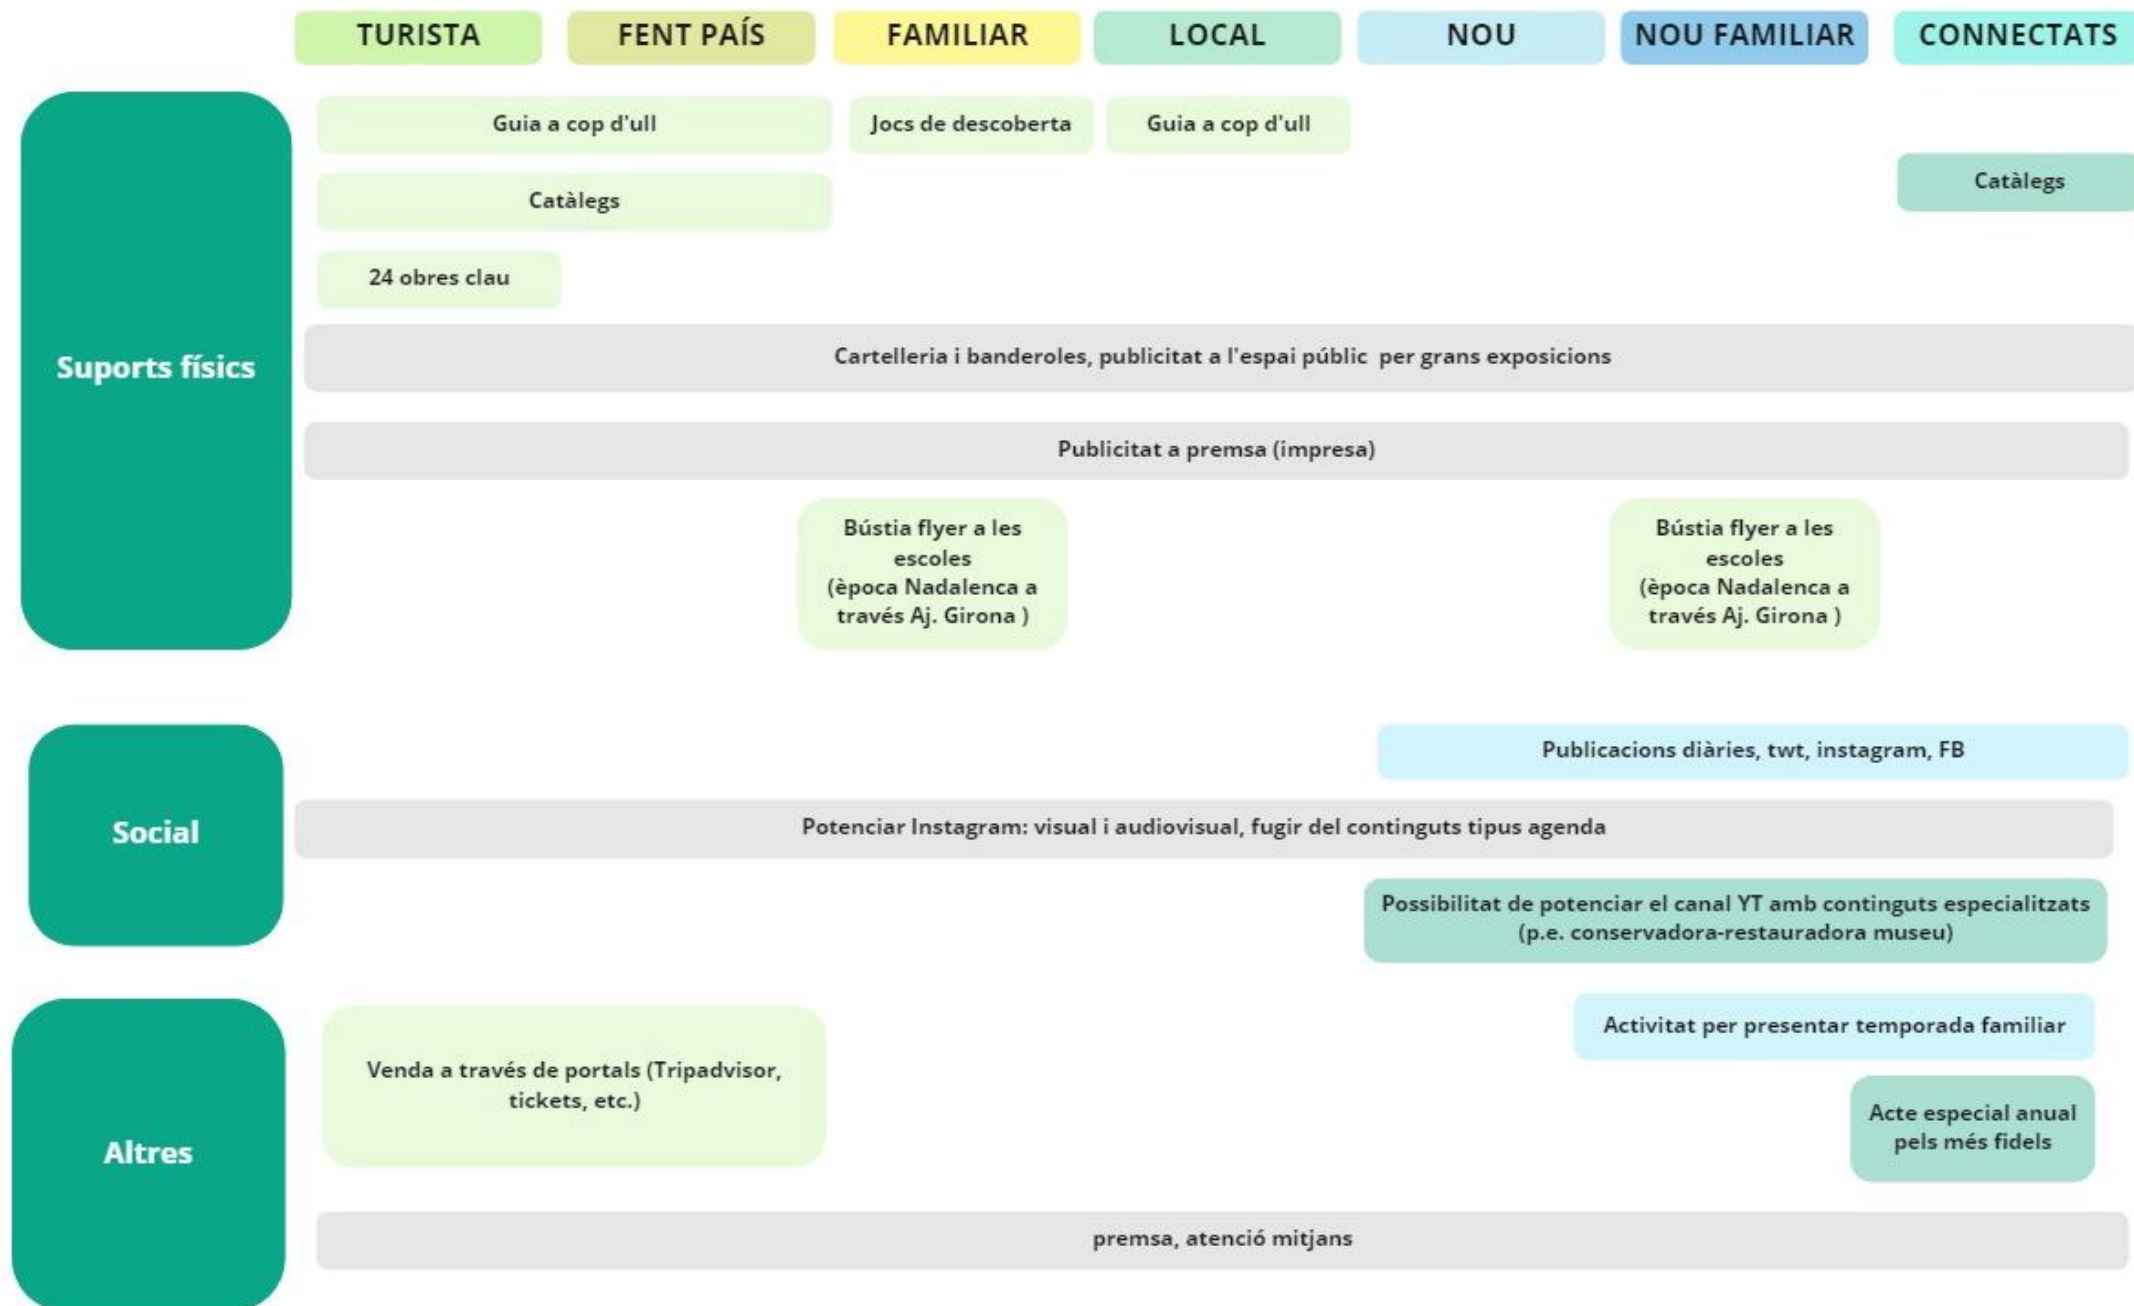 TURISTA
FENT PAÍS
FAMILIAR
LOCAL
NOU
NOU FAMILIAR
CONNECTATS
Suports físics
Guia a cop d'ull
Jocs de descoberta
Guia a cop d'ull
Catàlegs
Catàlegs
24 obres clau
Cartelleria i banderoles, publicitat a l'espai públic per grans exposicions
Publicitat a premsa (impresa)
Bústia flyer a les
escoles
(època Nadalenca a
través Aj. Girona )
Bústia flyer a les
escoles
(època Nadalenca a
través Aj. Girona )
Social
Publicacions diàries, twt, instagram, FB
Potenciar Instagram: visual i audiovisual, fugir del continguts tipus agenda
Possibilitat de potenciar el canal YT amb continguts especialitzats
(p.e. conservadora-restauradora museu)
Altres
Venda a través de portals (Tripadvisor,
tickets, etc.)
Activitat per presentar temporada familiar
Acte especial anual
pels més fidels
premsa, atenció mitjans